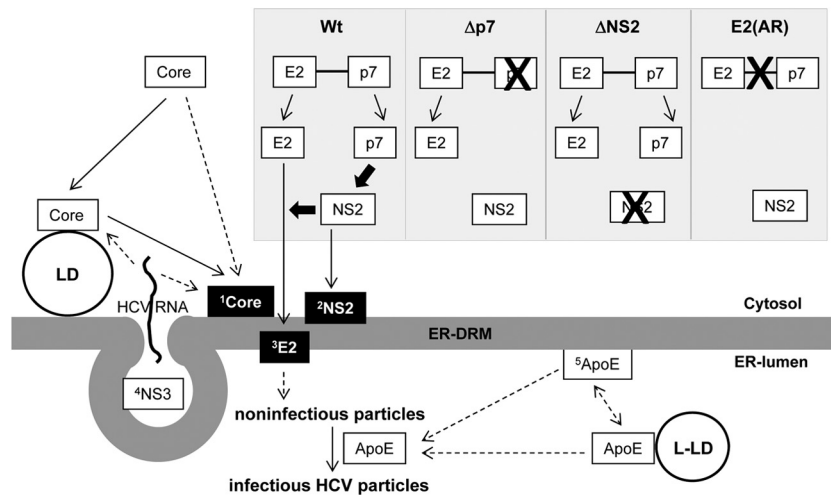 Wt Δp7 ΔNS2 E2(AR)
Core E2 p7 E2 p7 E2 p7 E2 p7
E2 p7 E2 E2 p7
Core NS2 NS2 NS2 NS2
LD
HCV RNA ¹Core ²NS2 Cytosol
³E2 ER-DRM
ER-lumen
⁴NS3 ⁵ApoE
noninfectious particles
ApoE ApoE L-LD
infectious HCV particles